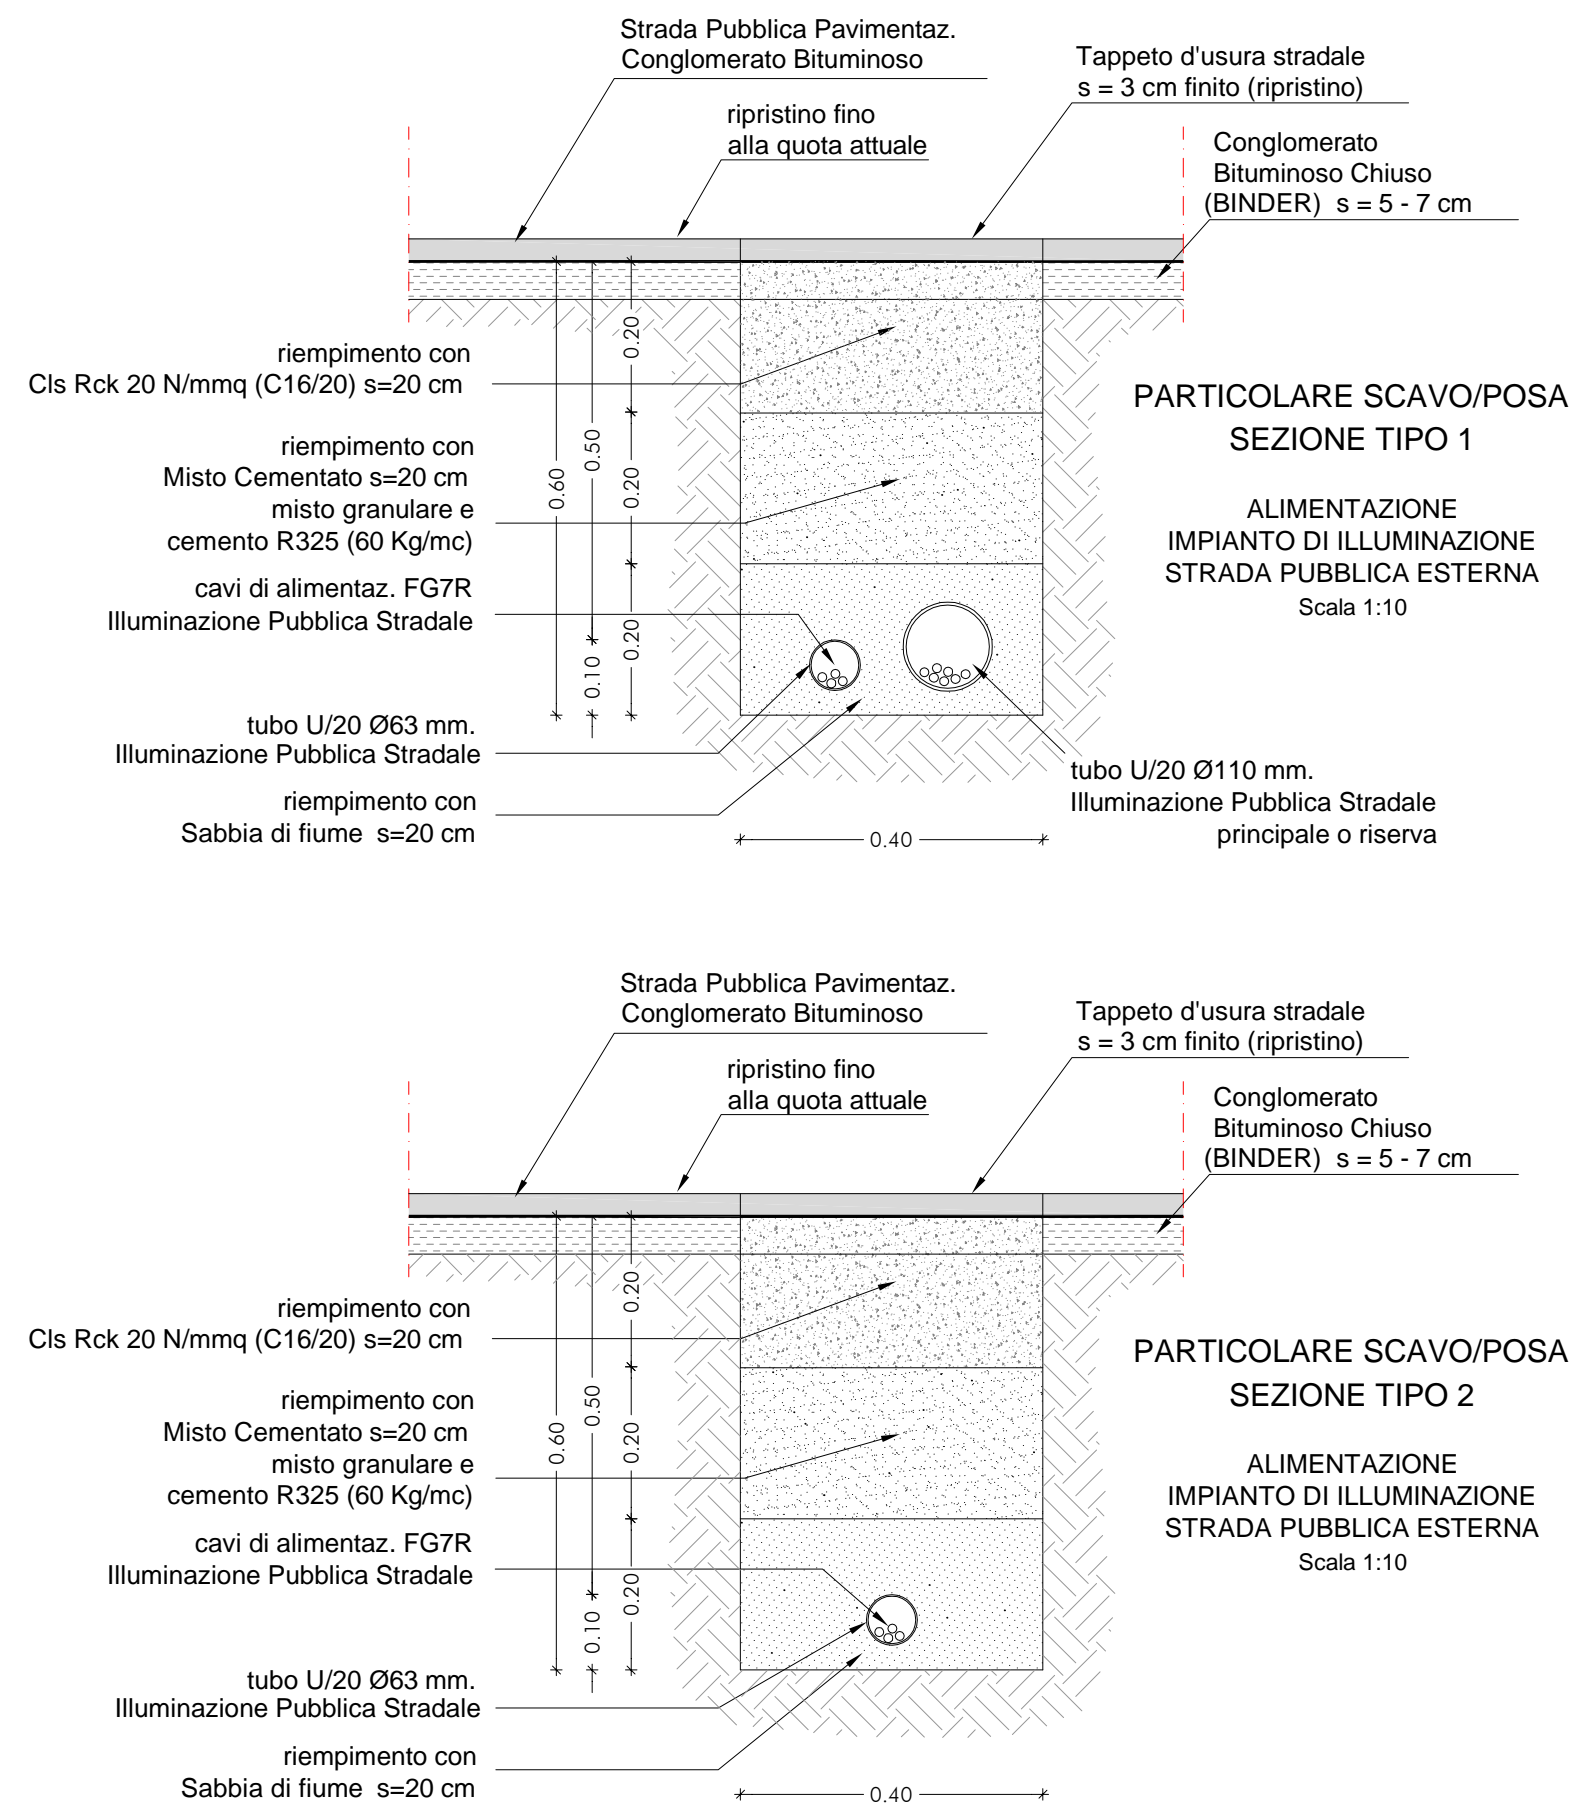 Strada Pubblica Pavimentaz.
Conglomerato Bituminoso
Tappeto d'usura stradale
s = 3 cm finito (ripristino)
ripristino fino
alla quota attuale
Conglomerato
Bituminoso Chiuso
(BINDER)  s = 5 - 7 cm
riempimento con
Cls Rck 20 N/mmq (C16/20) s=20 cm
riempimento con
Misto Cementato s=20 cm
misto granulare e
cemento R325 (60 Kg/mc)
cavi di alimentaz. FG7R
Illuminazione Pubblica Stradale
tubo U/20 Ø63 mm.
Illuminazione Pubblica Stradale
riempimento con
Sabbia di fiume  s=20 cm
0.60
0.50
0.10
0.20
0.20
0.20
0.40
tubo U/20 Ø110 mm.
Illuminazione Pubblica Stradale
principale o riserva
PARTICOLARE SCAVO/POSA
SEZIONE TIPO 1
ALIMENTAZIONE
IMPIANTO DI ILLUMINAZIONE
STRADA PUBBLICA ESTERNA
Scala 1:10
Strada Pubblica Pavimentaz.
Conglomerato Bituminoso
Tappeto d'usura stradale
s = 3 cm finito (ripristino)
ripristino fino
alla quota attuale
Conglomerato
Bituminoso Chiuso
(BINDER)  s = 5 - 7 cm
riempimento con
Cls Rck 20 N/mmq (C16/20) s=20 cm
riempimento con
Misto Cementato s=20 cm
misto granulare e
cemento R325 (60 Kg/mc)
cavi di alimentaz. FG7R
Illuminazione Pubblica Stradale
tubo U/20 Ø63 mm.
Illuminazione Pubblica Stradale
riempimento con
Sabbia di fiume  s=20 cm
0.60
0.50
0.10
0.20
0.20
0.20
0.40
PARTICOLARE SCAVO/POSA
SEZIONE TIPO 2
ALIMENTAZIONE
IMPIANTO DI ILLUMINAZIONE
STRADA PUBBLICA ESTERNA
Scala 1:10